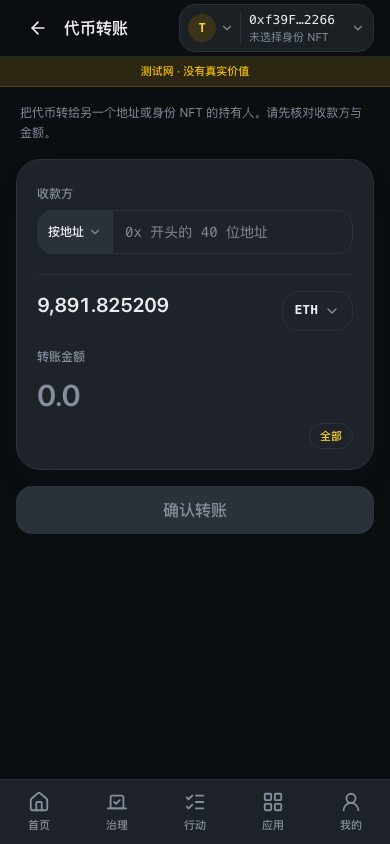 代币转账
T
0xf39F…2266
未选择身份 NFT
测试网 · 没有真实价值
把代币转给另一个地址或身份 NFT 的持有人。请先核对收款方与
金额。
收款方
按地址
0x 开头的 40 位地址
9,891.825209
ETH
转账金额
0.0
全部
确认转账
首页
治理
行动
应用
我的